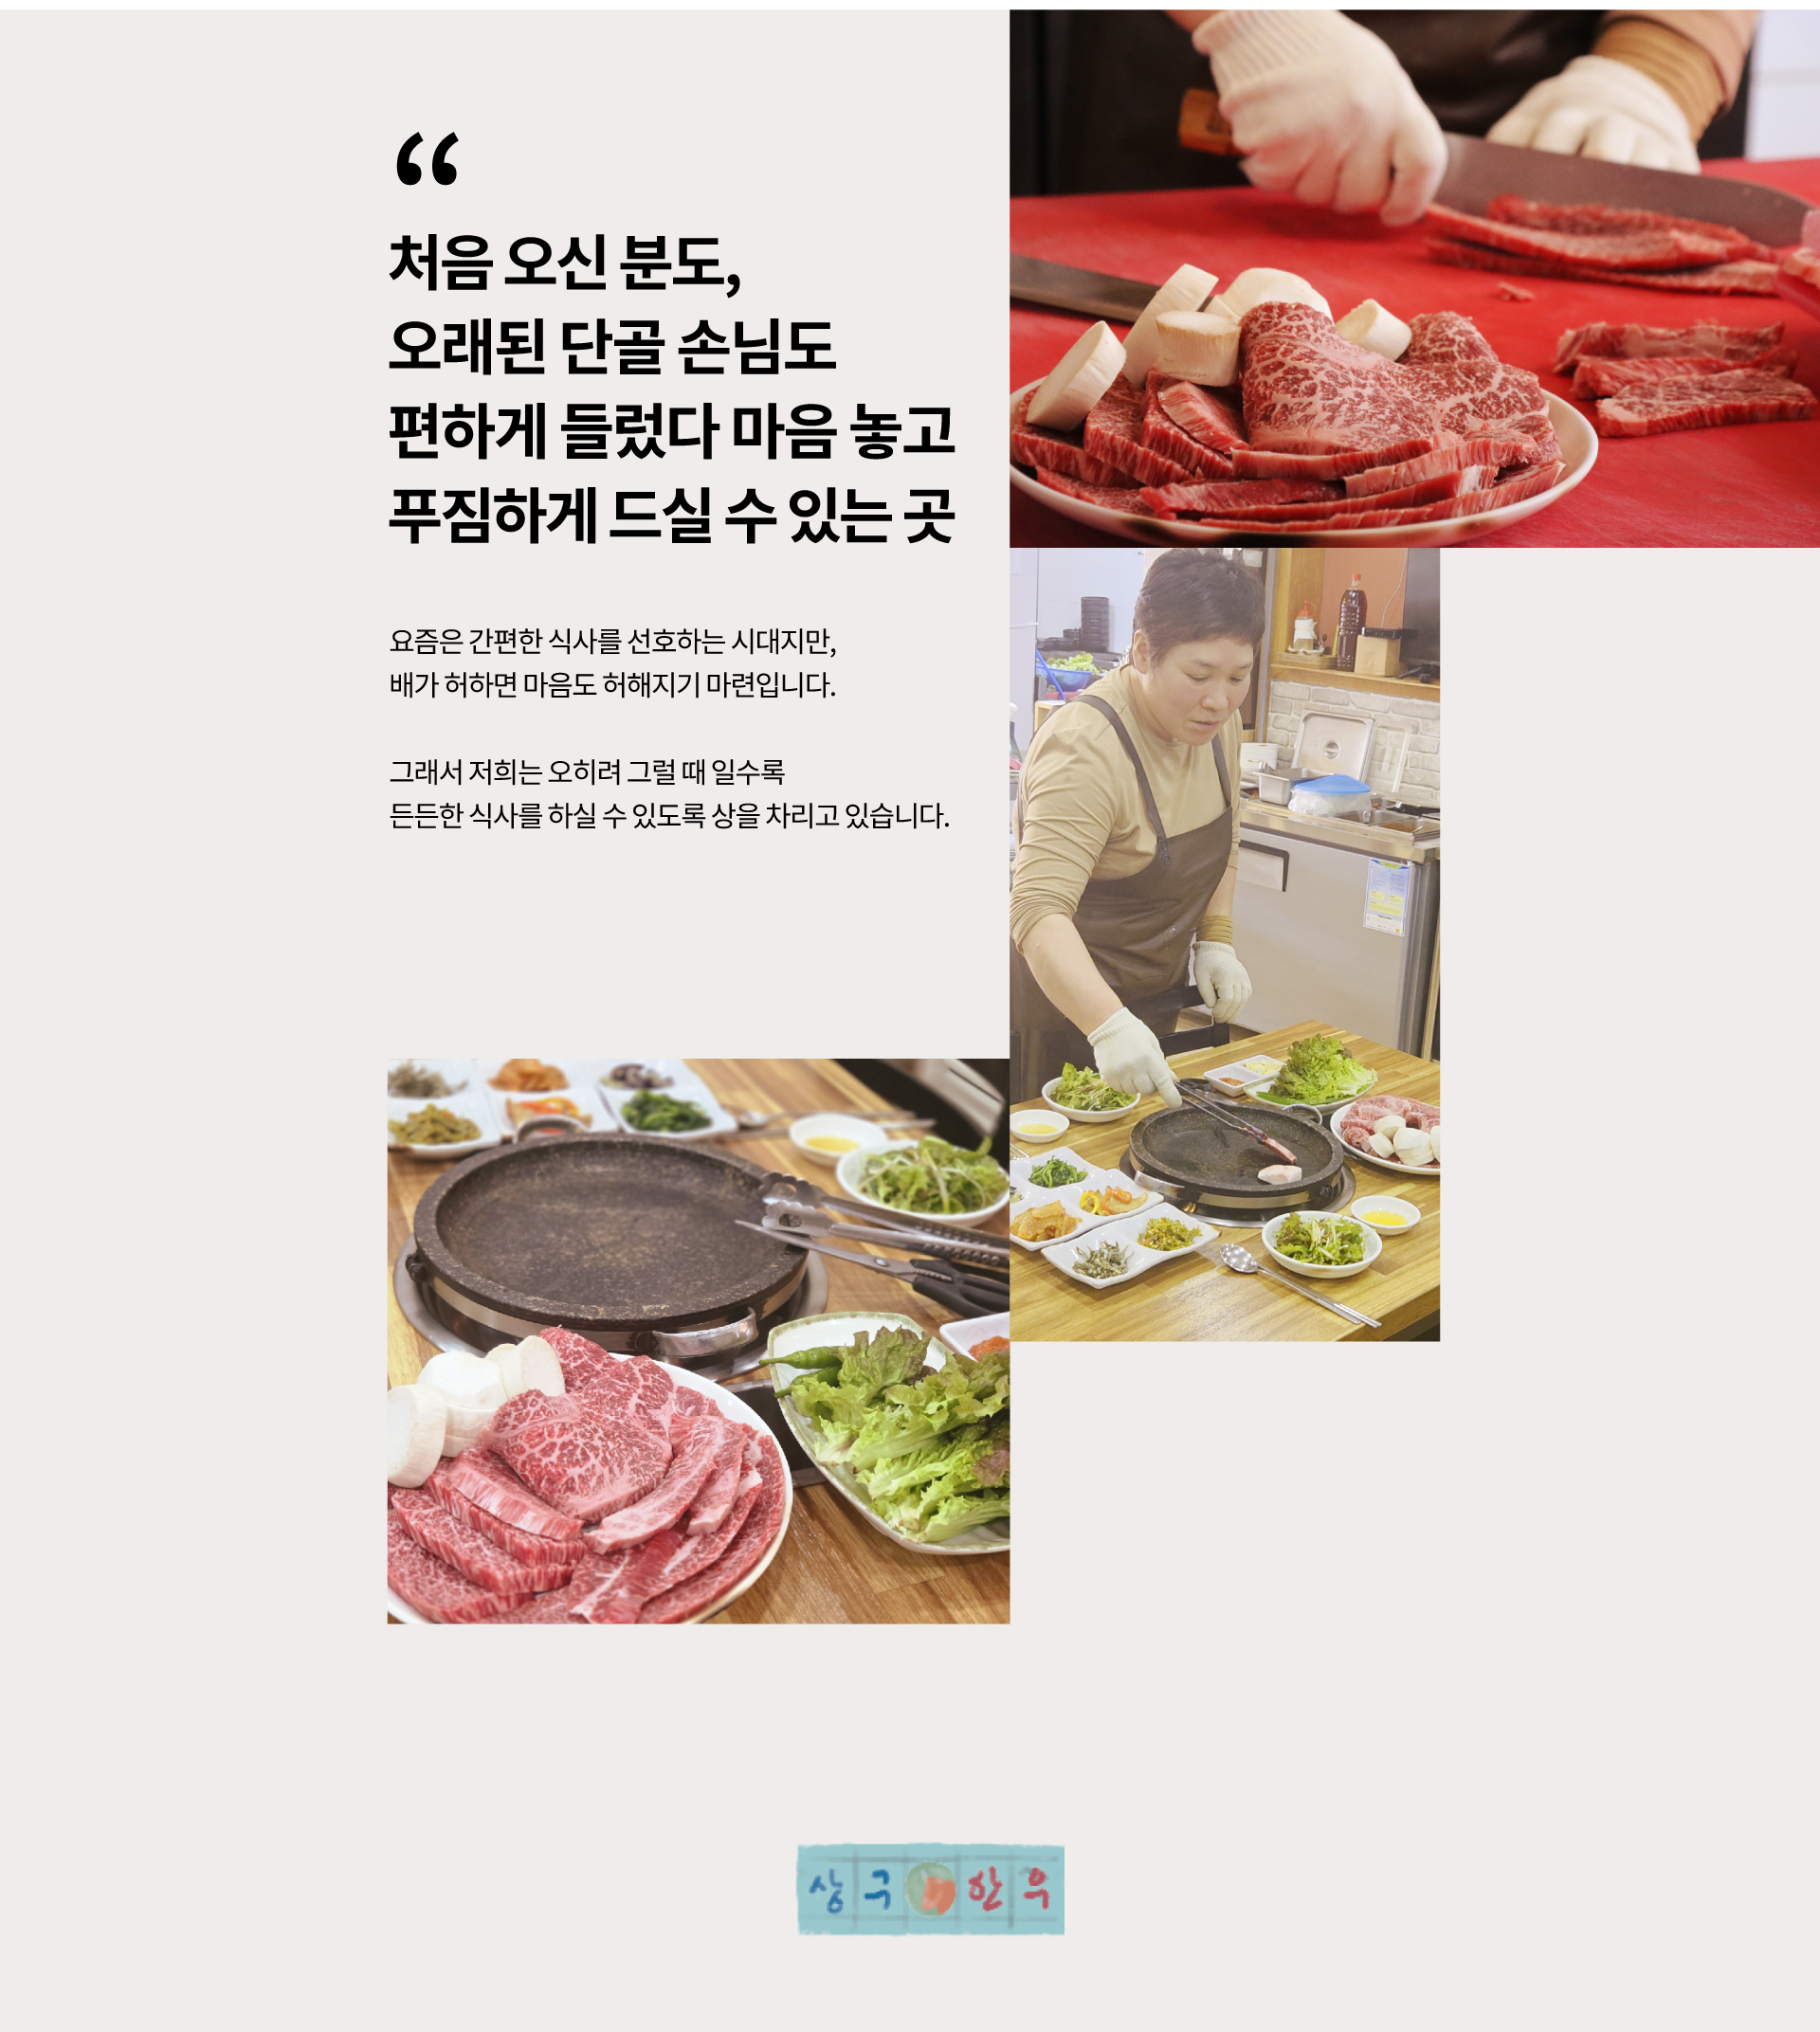 “
처음 오신 분도,
오래된 단골 손님도
편하게 들렀다 마음 놓고
푸짐하게 드실 수 있는 곳
요즘은 간편한 식사를 선호하는 시대지만,
배가 허하면 마음도 허해지기 마련입니다.
그래서 저희는 오히려 그럴 때 일수록
든든한 식사를 하실 수 있도록 상을 차리고 있습니다.
상구 한우